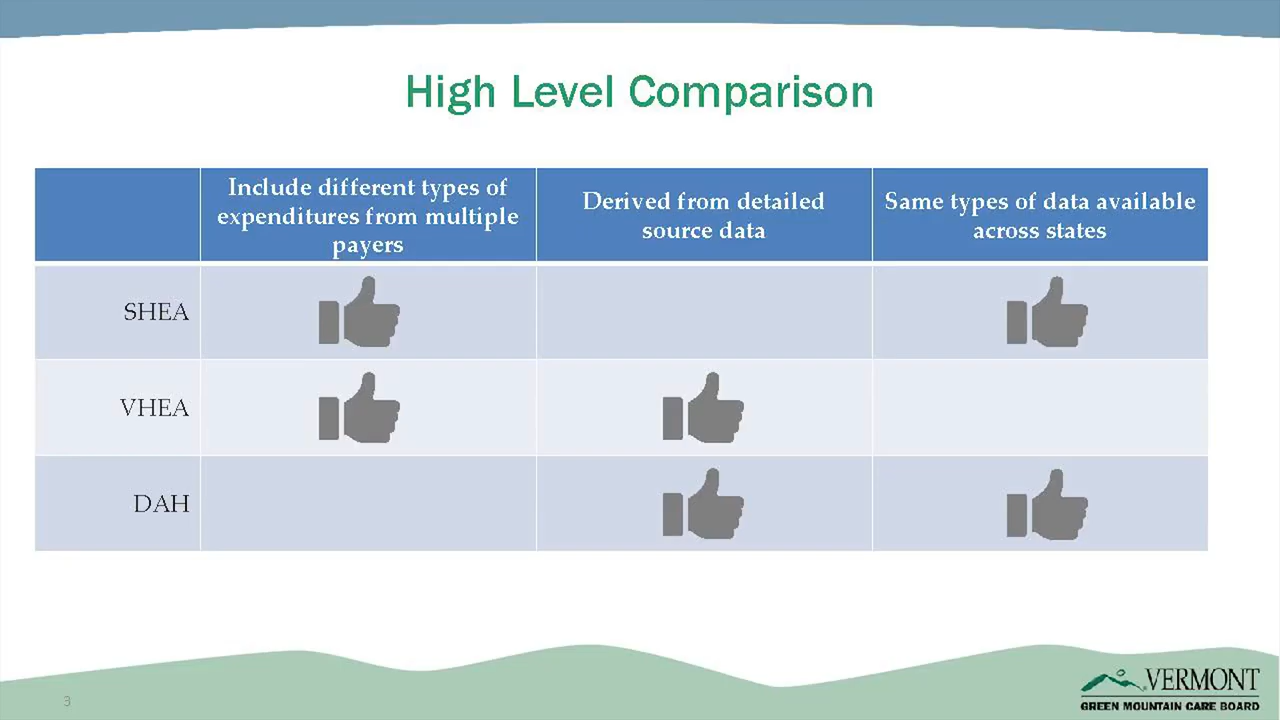 High Level Comparison
Include different types of
expenditures from multiple
payers
Derived from detailed
source data
Same types of data available
across states
SHEA
VHEA
DAH
3
VERMONT
GREEN MOUNTAIN CARE BOARD